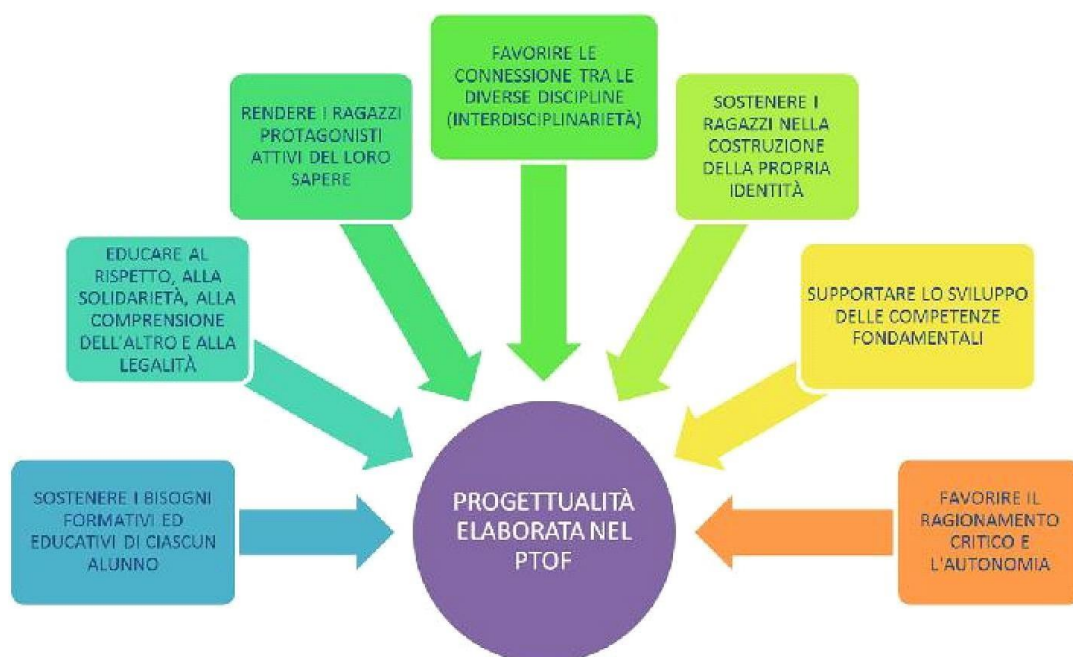 SOSTENERE I BISOGNI
FORMATIVI ED
EDUCATIVI DI CIASCUN
ALUNNO
EDUCARE AL
RISPETTO, ALLA
SOLIDARIETÀ, ALLA
COMPRENSIONE
DELL'ALTRO E ALLA
LEGALITÀ
RENDERE I RAGAZZI
PROTAGONISTI
ATTIVI DEL LORO
SAPERE
FAVORIRE LE
CONNESSIONE TRA LE
DIVERSE DISCIPLINE
(INTERDISCIPLINARIETÀ)
SOSTENERE I
RAGAZZI NELLA
COSTRUZIONE
DELLA PROPRIA
IDENTITÀ
SUPPORTARE LO SVILUPPO
DELLE COMPETENZE
FONDAMENTALI
FAVORIRE IL
RAGIONAMENTO
CRITICO E
L'AUTONOMIA
PROGETTUALITÀ
ELABORATA NEL
PTOF